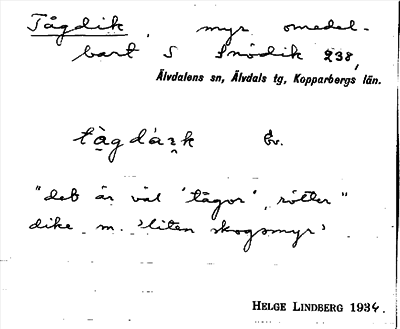 Tågdik, myr omedel-
bart S Snödik 238,
Älvdalens sn, Älvdals tg, Kopparbergs län.
Öv.
"det är väl 'tågor', rötter"
dike m. 'liten skogsmyr'
HELGE LINDBERG 1934.